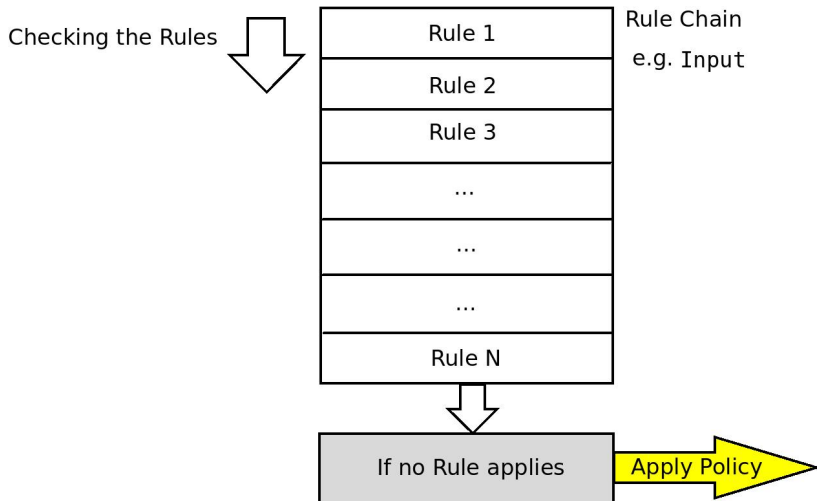 Checking the Rules
Rule Chain
e.g. Input
Rule 1
Rule 2
Rule 3
...
...
...
Rule N
If no Rule applies
Apply Policy